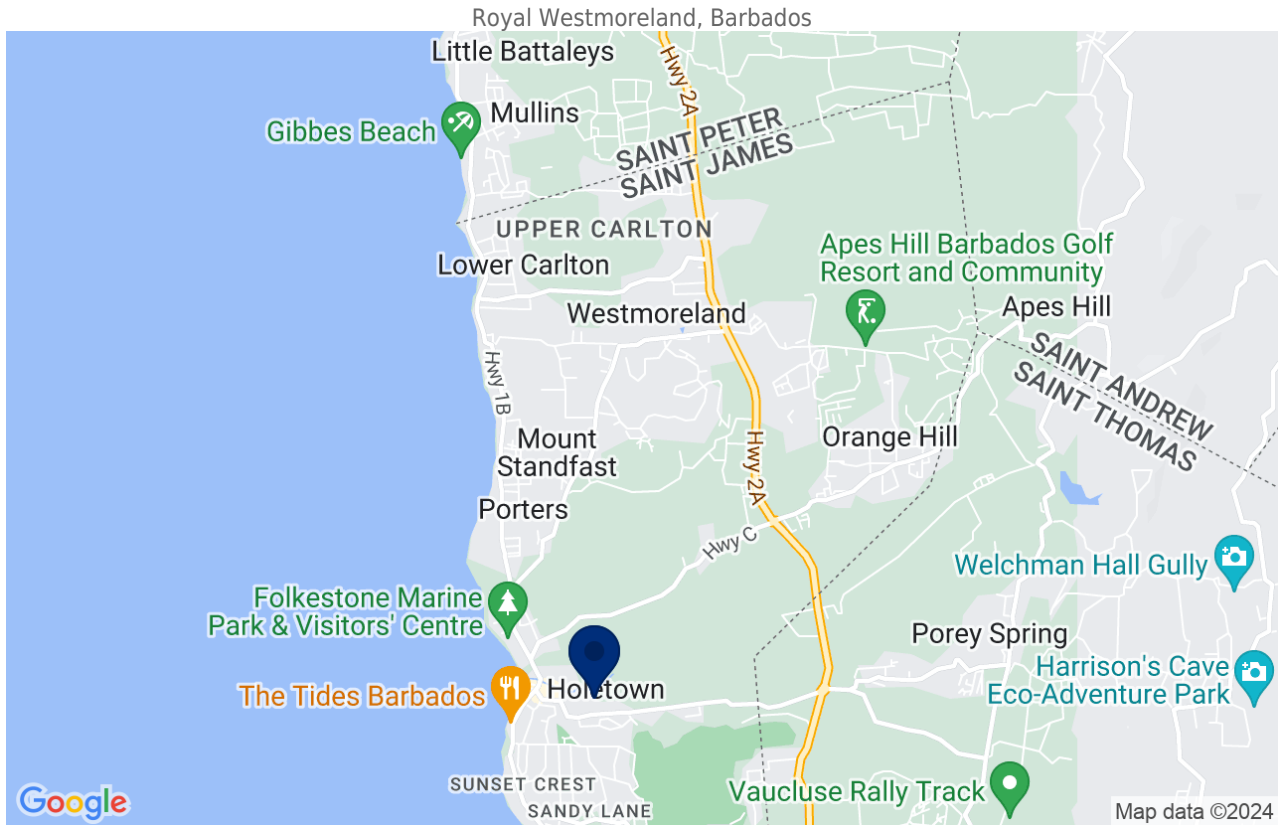 Royal Westmoreland, Barbados
Little Battaleys
Hwy 2A
Mullins
Gibbes Beach
SAINT PETER
SAINT JAMES
UPPER CARLTON
Lower Carlton
Apes Hill Barbados Golf
Resort and Community
Apes Hill
Westmoreland
SAINT ANDREW
SAINT THOMAS
Hwy 1B
Mount
Standfast
Hwy 2A
Orange Hill
Porters
Hwy C
Welchman Hall Gully
Folkestone Marine
Park & Visitors' Centre
Porey Spring
Harrison's Cave
Eco-Adventure Park
The Tides Barbados
Holetown
SUNSET CREST
SANDY LANE
Vaucluse Rally Track
Google
Map data ©2024